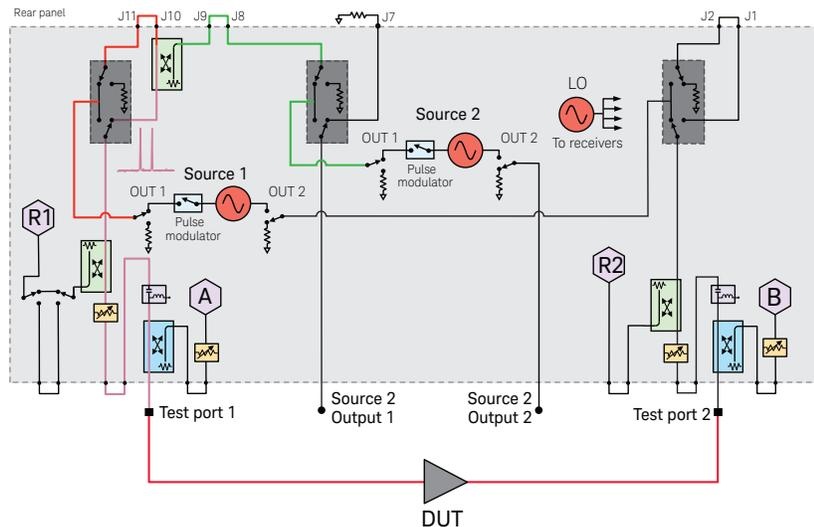 Rear panel
J11 J10 J9 J8
J7
J2 J1
LO
To receivers
Source 2
OUT 1
OUT 2
Pulse
modulator
Source 1
OUT 1
OUT 2
Pulse
modulator
R1
A
R2
B
Test port 1
Source 2
Output 1
Source 2
Output 2
Test port 2
DUT